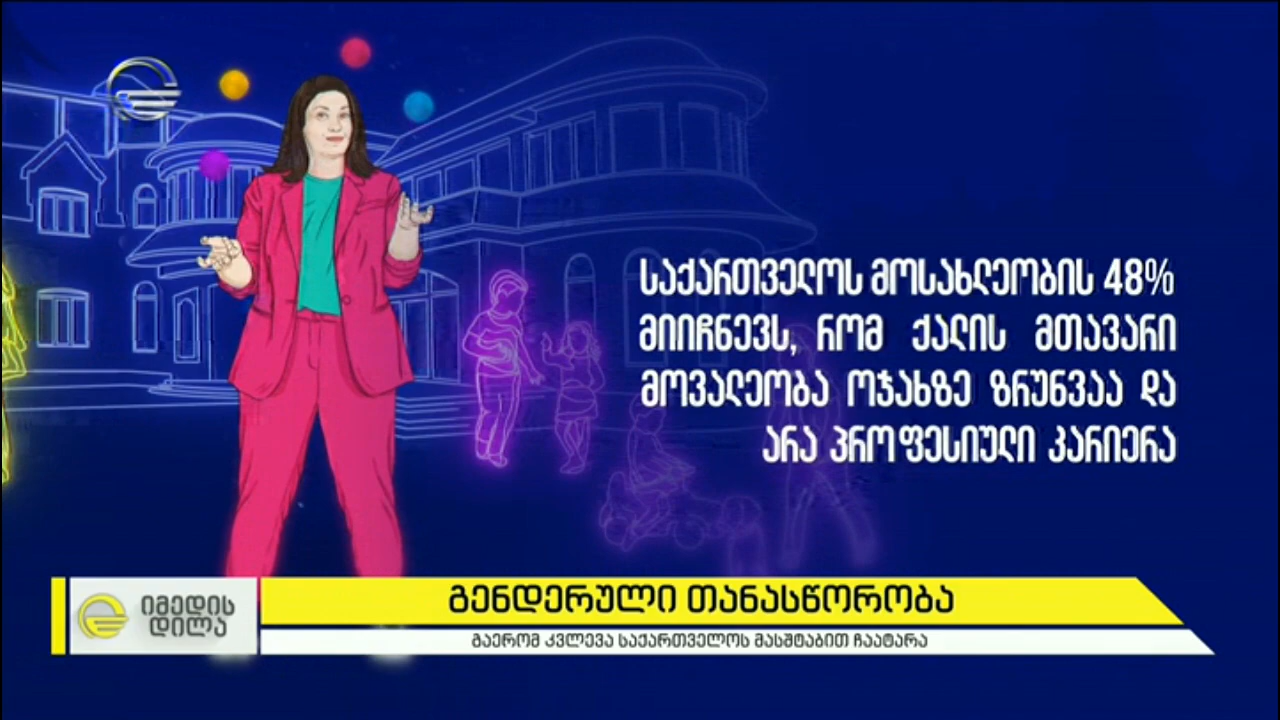 საქართველოს მოსახლეობის 48%
მიიჩნევს, რომ ქალის მთავარი
მოვალეობა ოჯახზე ზრუნვაა და
არა პროფესიული კარიერა
გენდერული თანასწორობა
იმედის
დილა
გაერომ კვლევა საქართველოს მასშტაბით ჩაატარა